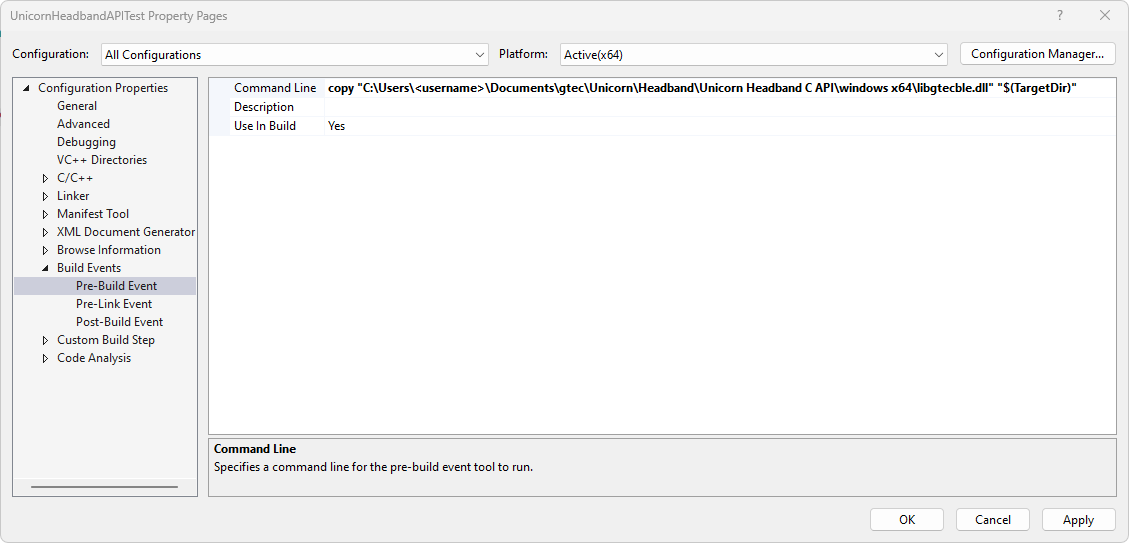 UnicornHeadbandAPITest Property Pages
?
Configuration: All Configurations Platform: Active(x64) Configuration Manager...
Configuration Properties
General
Advanced
Debugging
VC++ Directories
C/C++
Linker
Manifest Tool
XML Document Generator
Browse Information
Build Events
Pre-Build Event
Pre-Link Event
Post-Build Event
Custom Build Step
Code Analysis
Command Line copy "C:\Users\<username>\Documents\gtec\Unicorn\Headband\Unicorn Headband C API\windows x64\libgtecble.dll" "$(TargetDir)"
Description
Use In Build Yes
Command Line
Specifies a command line for the pre-build event tool to run.
OK Cancel Apply